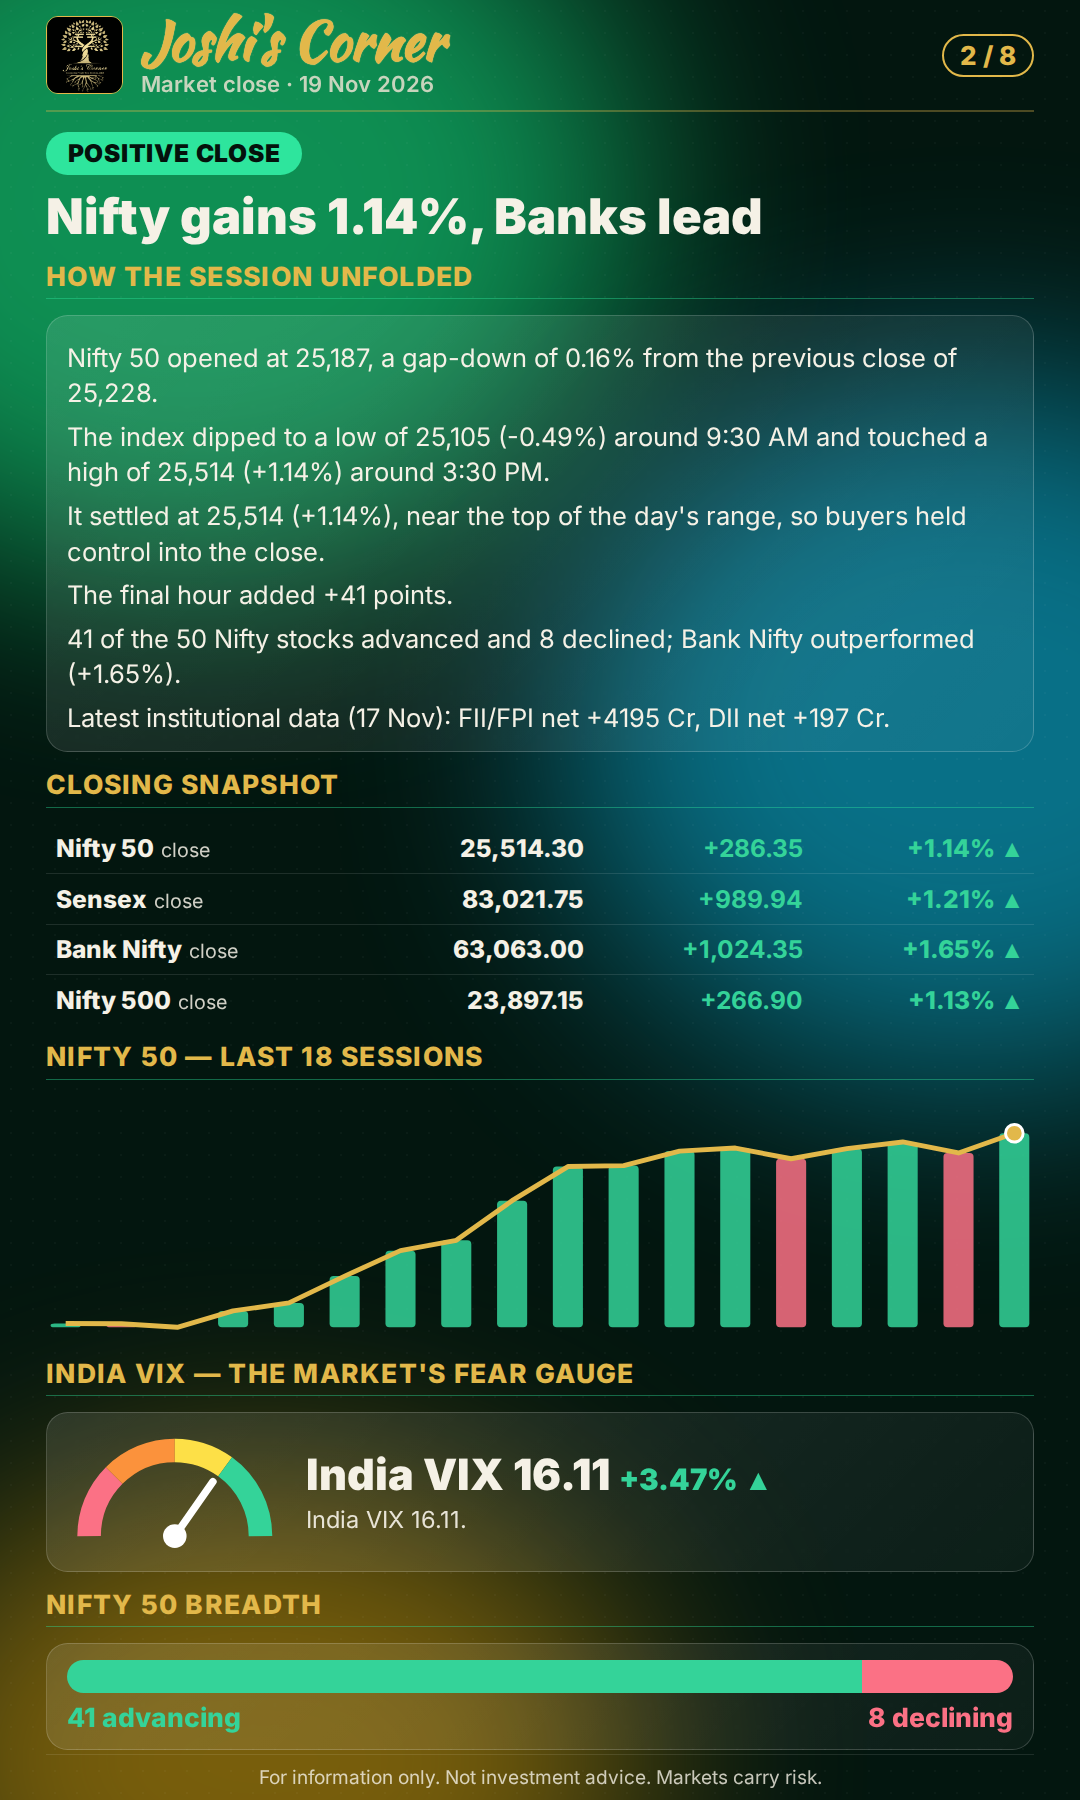 Joshi's Corner
Joshi's Corner
Market close · 19 Nov 2026
2 / 8
POSITIVE CLOSE
Nifty gains 1.14%, Banks lead
HOW THE SESSION UNFOLDED
Nifty 50 opened at 25,187, a gap-down of 0.16% from the previous close of
25,228.
The index dipped to a low of 25,105 (-0.49%) around 9:30 AM and touched a
high of 25,514 (+1.14%) around 3:30 PM.
It settled at 25,514 (+1.14%), near the top of the day's range, so buyers held
control into the close.
The final hour added +41 points.
41 of the 50 Nifty stocks advanced and 8 declined; Bank Nifty outperformed
(+1.65%).
Latest institutional data (17 Nov): FII/FPI net +4195 Cr, DII net +197 Cr.
CLOSING SNAPSHOT
Nifty 50 close 25,514.30 +286.35 +1.14% ▲
Sensex close 83,021.75 +989.94 +1.21% ▲
Bank Nifty close 63,063.00 +1,024.35 +1.65% ▲
Nifty 500 close 23,897.15 +266.90 +1.13% ▲
NIFTY 50 — LAST 18 SESSIONS
INDIA VIX — THE MARKET'S FEAR GAUGE
India VIX 16.11 +3.47% ▲
India VIX 16.11.
NIFTY 50 BREADTH
41 advancing
8 declining
For information only. Not investment advice. Markets carry risk.